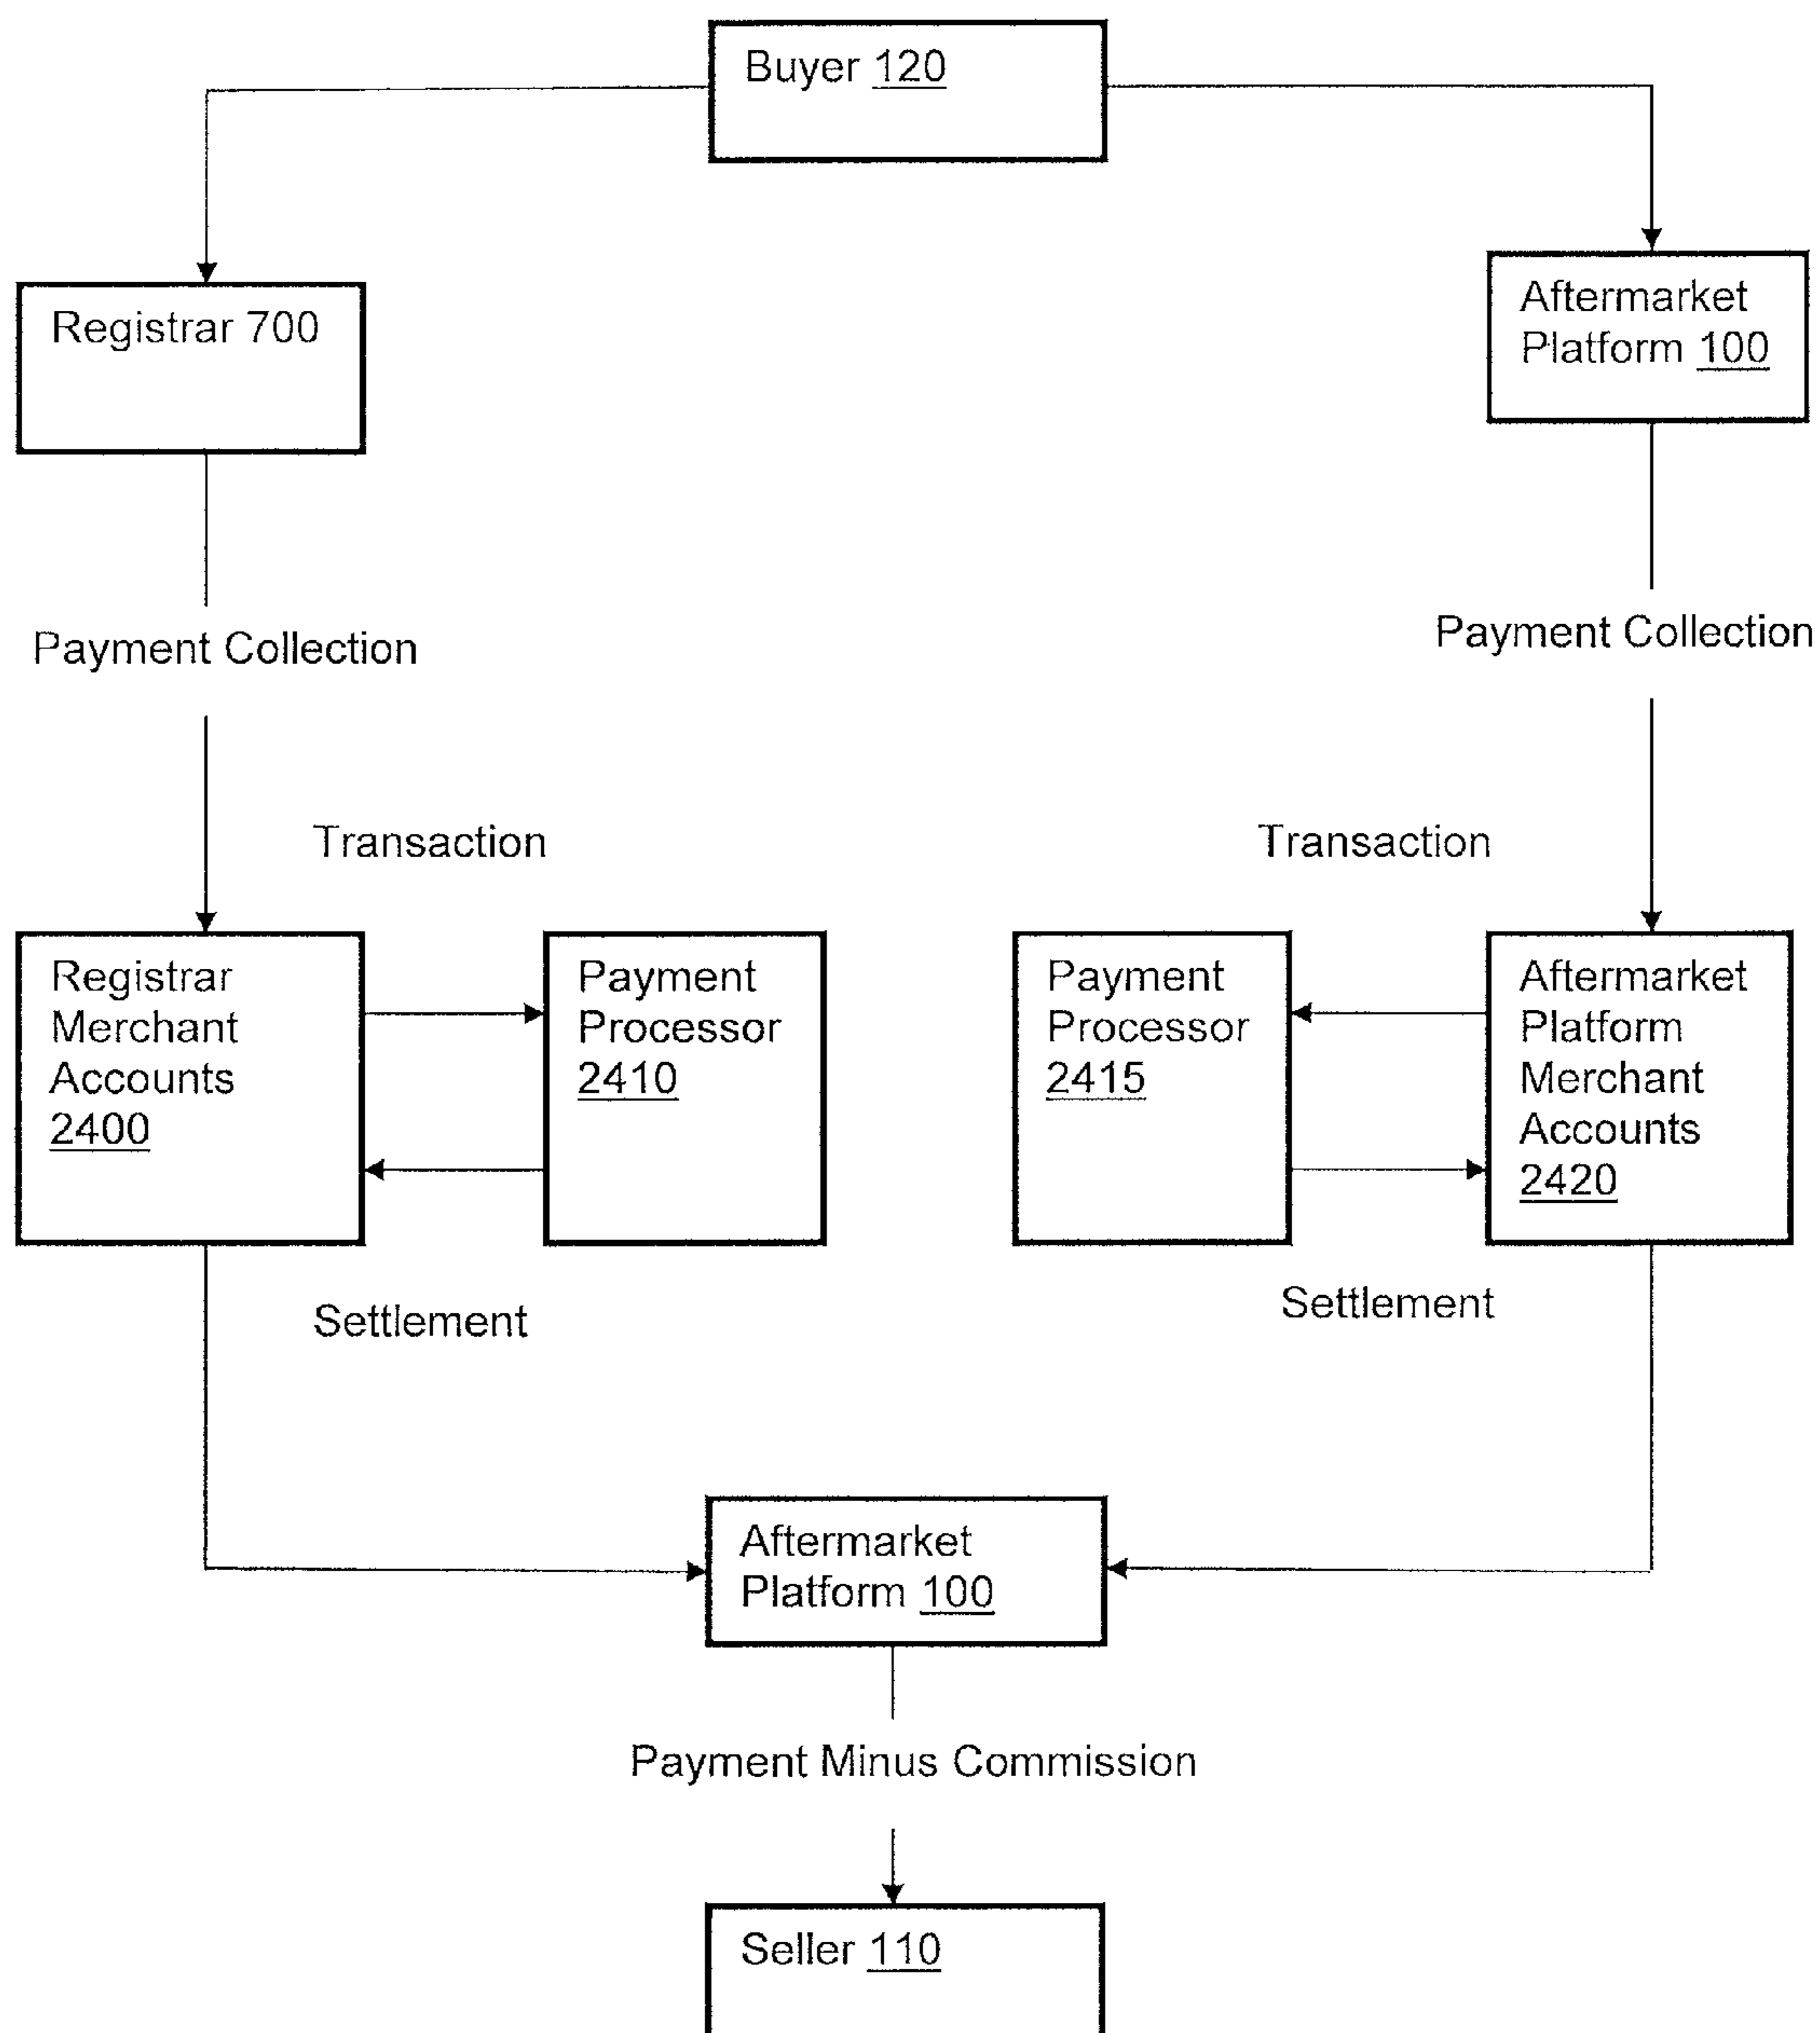 Buyer 120
Registrar 700
Aftermarket
Platform 100
Payment Collection
Payment Collection
Transaction
Transaction
Registrar
Merchant
Accounts
2400
Payment
Processor
2410
Payment
Processor
2415
Aftermarket
Platform
Merchant
Accounts
2420
Settlement
Settlement
Aftermarket
Platform 100
Payment Minus Commission
Seller 110